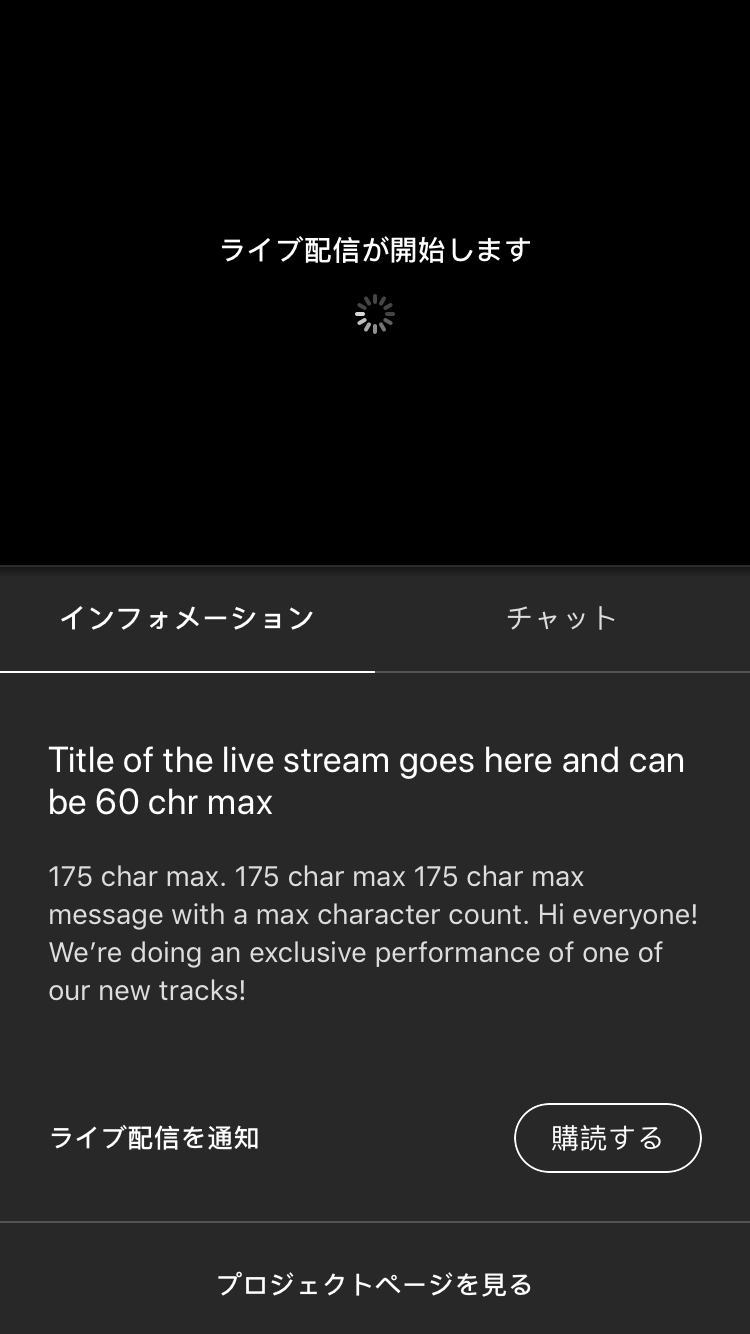 ライブ配信が開始します
インフォメーション
チャット
Title of the live stream goes here and can
be 60 chr max
175 char max. 175 char max 175 char max
message with a max character count. Hi everyone!
We’re doing an exclusive performance of one of
our new tracks!
ライブ配信を通知
購読する
プロジェクトページを見る